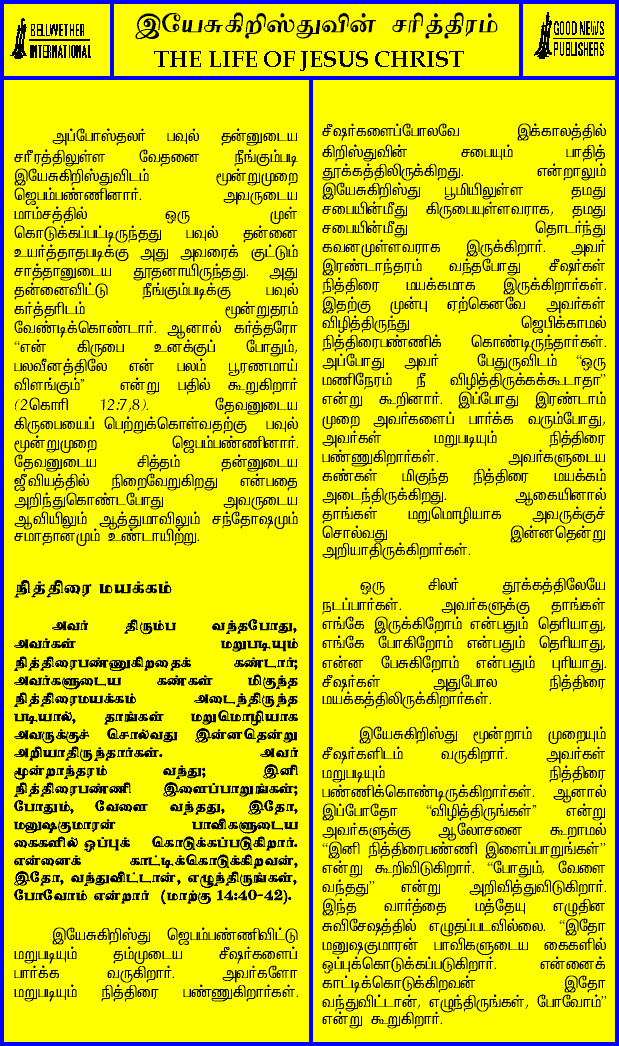 BELLWETHER
INTERNATIONAL
இயேசுகிறிஸ்துவின் சரித்திரம்
THE LIFE OF JESUS CHRIST
GOOD NEWS
PUBLISHERS
அப்போஸ்தலர் பவுல் தன்னுடைய
சரீரத்திலுள்ள வேதனை நீங்கும்படி
இயேசுகிறிஸ்துவிடம் மூன்றுமுறை
ஜெபம்பண்ணினார். அவருடைய
மாம்சத்தில் ஒரு முள்
கொடுக்கப்பட்டிருந்தது பவுல் தன்னை
உயர்த்தாதபடிக்கு அது அவரைக் குட்டும்
சாத்தானுடைய தூதனாயிருந்தது. அது
தன்னைவிட்டு நீங்கும்படிக்கு பவுல்
கர்த்தரிடம் மூன்றுதரம்
வேண்டிக்கொண்டார். ஆனால் கர்த்தரோ
“என் கிருபை உனக்குப் போதும்,
பலவீனத்திலே என் பலம் பூரணமாய்
விளங்கும்” என்று பதில் கூறுகிறார்
(2கொரி 12:7,8). தேவனுடைய
கிருபையைப் பெற்றுக்கொள்வதற்கு பவுல்
மூன்றுமுறை ஜெபம்பண்ணினார்.
தேவனுடைய சித்தம் தன்னுடைய
ஜீவியத்தில் நிறைவேறுகிறது என்பதை
அறிந்துகொண்டபோது அவருடைய
ஆவியிலும் ஆத்துமாவிலும் சந்தோஷமும்
சமாதானமும் உண்டாயிற்று.
நித்திரை மயக்கம்
அவர் திரும்ப வந்தபோது,
அவர்கள் மறுபடியும்
நித்திரைபண்ணுகிறதைக் கண்டார்;
அவர்களுடைய கண்கள் மிகுந்த
நித்திரைமயக்கம் அடைந்திருந்த
படியால், தாங்கள் மறுமொழியாக
அவருக்குச் சொல்வது இன்னதென்று
அறியாதிருந்தார்கள். அவர்
மூன்றாந்தரம் வந்து; இனி
நித்திரைபண்ணி இளைப்பாறுங்கள்;
போதும், வேளை வந்தது, இதோ,
மனுஷகுமாரன் பாவிகளுடைய
கைகளில் ஒப்புக் கொடுக்கப்படுகிறார்.
என்னைக் காட்டிக்கொடுக்கிறவன்,
இதோ, வந்துவிட்டான், எழுந்திருங்கள்,
போவோம் என்றார் (மாற்கு 14:40-42).
இயேசுகிறிஸ்து ஜெபம்பண்ணிவிட்டு
மறுபடியும் தம்முடைய சீஷர்களைப்
பார்க்க வருகிறார். அவர்களோ
மறுபடியும் நித்திரை பண்ணுகிறார்கள்.
சீஷர்களைப்போலவே இக்காலத்தில்
கிறிஸ்துவின் சபையும் பாதித்
தூக்கத்திலிருக்கிறது. என்றாலும்
இயேசுகிறிஸ்து பூமியிலுள்ள தமது
சபையின்மீது கிருபையுள்ளவராக, தமது
சபையின்மீது தொடர்ந்து
கவனமுள்ளவராக இருக்கிறார். அவர்
இரண்டாந்தரம் வந்தபோது சீஷர்கள்
நித்திரை மயக்கமாக இருக்கிறார்கள்.
இதற்கு முன்பு ஏற்கெனவே அவர்கள்
விழித்திருந்து ஜெபிக்காமல்
நித்திரைபண்ணிக் கொண்டிருந்தார்கள்.
அப்போது அவர் பேதுருவிடம் “ஒரு
மணிநேரம் நீ விழித்திருக்கக்கூடாதா”
என்று கூறினார். இப்போது இரண்டாம்
முறை அவர்களைப் பார்க்க வரும்போது,
அவர்கள் மறுபடியும் நித்திரை
பண்ணுகிறார்கள். அவர்களுடைய
கண்கள் மிகுந்த நித்திரை மயக்கம்
அடைந்திருக்கிறது. ஆகையினால்
தாங்கள் மறுமொழியாக அவருக்குச்
சொல்வது இன்னதென்று
அறியாதிருக்கிறார்கள்.
ஒரு சிலர் தூக்கத்திலேயே
நடப்பார்கள். அவர்களுக்கு தாங்கள்
எங்கே இருக்கிறோம் என்பதும் தெரியாது,
எங்கே போகிறோம் என்பதும் தெரியாது,
என்ன பேசுகிறோம் என்பதும் புரியாது.
சீஷர்கள் அதுபோல நித்திரை
மயக்கத்திலிருக்கிறார்கள்.
இயேசுகிறிஸ்து மூன்றாம் முறையும்
சீஷர்களிடம் வருகிறார். அவர்கள்
மறுபடியும் நித்திரை
பண்ணிக்கொண்டிருக்கிறார்கள். ஆனால்
இப்போதோ “விழித்திருங்கள்” என்று
அவர்களுக்கு ஆலோசனை கூறாமல்
“இனி நித்திரைபண்ணி இளைப்பாறுங்கள்”
என்று கூறிவிடுகிறார். “போதும், வேளை
வந்தது” என்று அறிவித்துவிடுகிறார்.
இந்த வார்த்தை மத்தேயு எழுதின
சுவிசேஷத்தில் எழுதப்படவில்லை. “இதோ
மனுஷகுமாரன் பாவிகளுடைய கைகளில்
ஒப்புக்கொடுக்கப்படுகிறார். என்னைக்
காட்டிக்கொடுக்கிறவன் இதோ
வந்துவிட்டான், எழுந்திருங்கள், போவோம்”
என்று கூறுகிறார்.